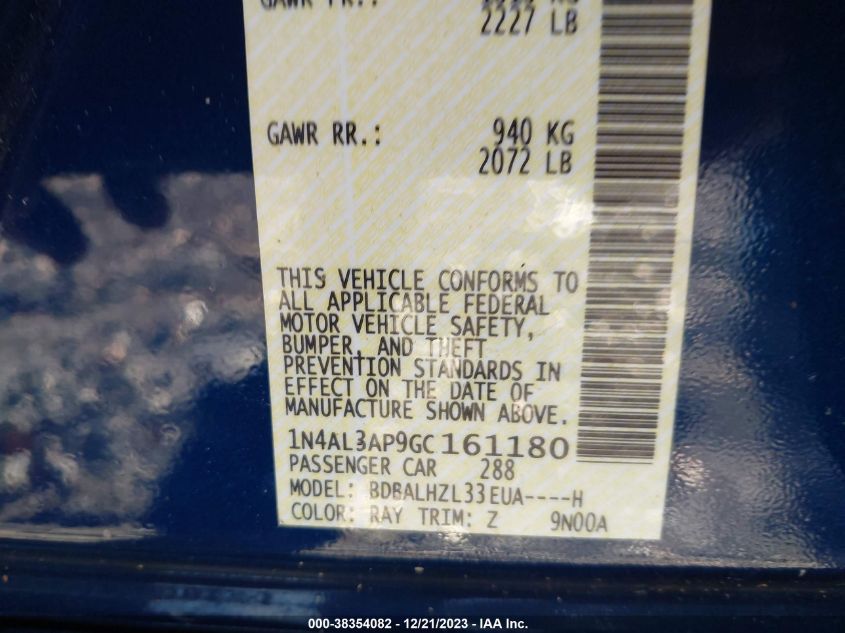 GAWR FR.:
2227 LB
GAWR RR.: 940 KG
2072 LB
THIS VEHICLE CONFORMS TO
ALL APPLICABLE FEDERAL
MOTOR VEHICLE SAFETY,
BUMPER, AND THEFT
PREVENTION STANDARDS IN
EFFECT ON THE DATE OF
MANUFACTURE SHOWN ABOVE.
1N4AL3AP9GC161180
PASSENGER CAR 288
MODEL: BDBALHZL33EUA----H
COLOR: RAY TRIM: Z 9N00A
000-38354082 - 12/21/2023 - IAA Inc.